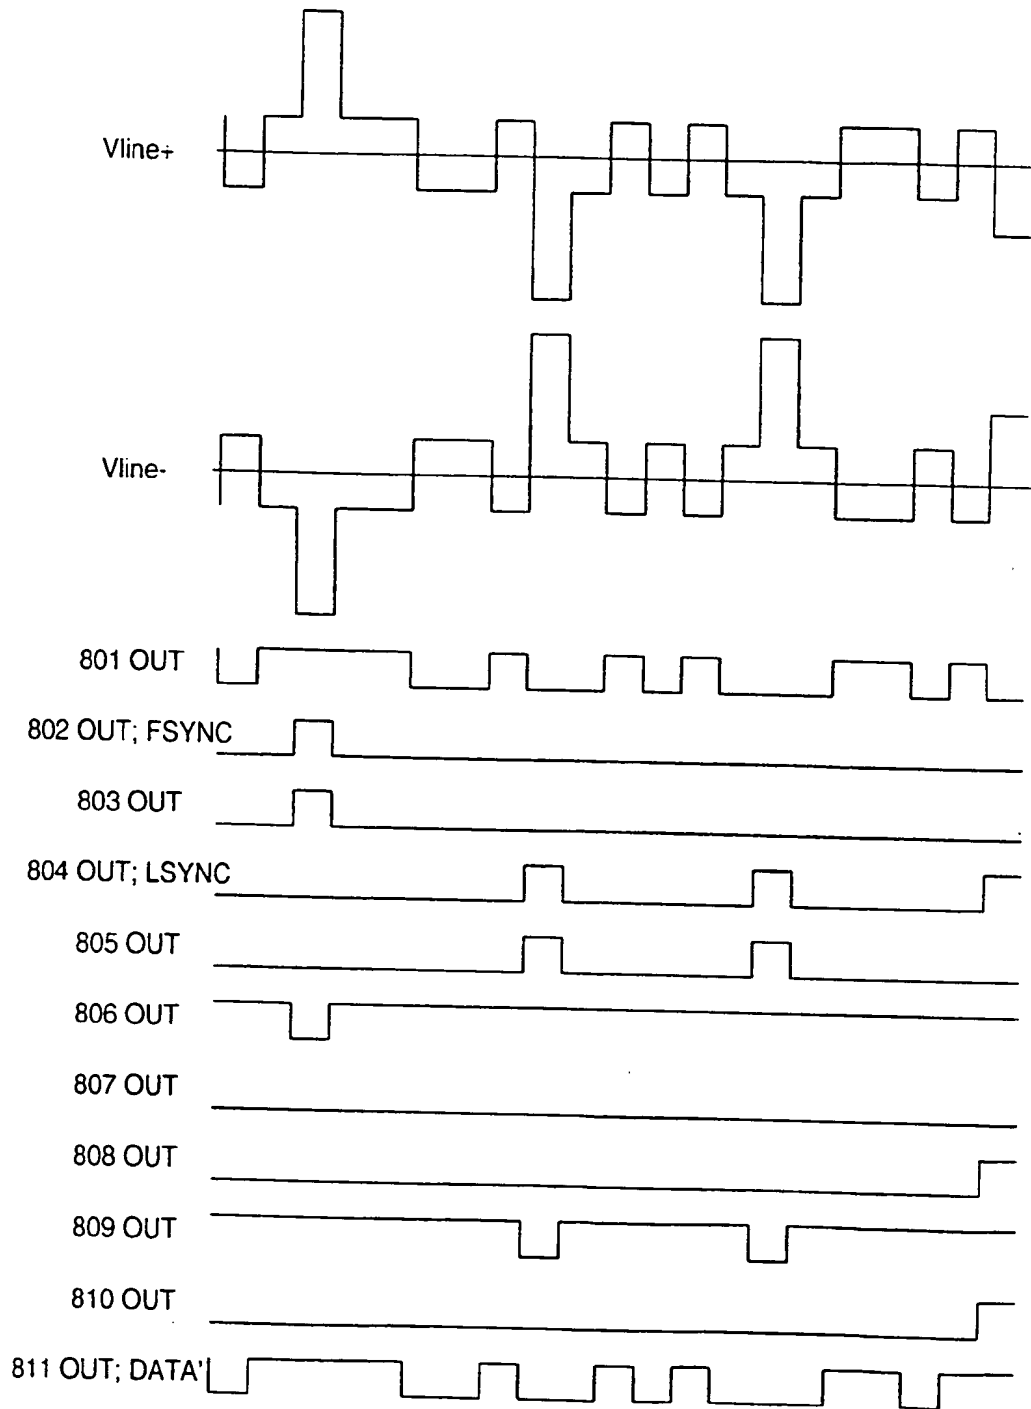 Vline+
Vline-
801 OUT
802 OUT; FSYNC
803 OUT
804 OUT; LSYNC
805 OUT
806 OUT
807 OUT
808 OUT
809 OUT
810 OUT
811 OUT; DATA'